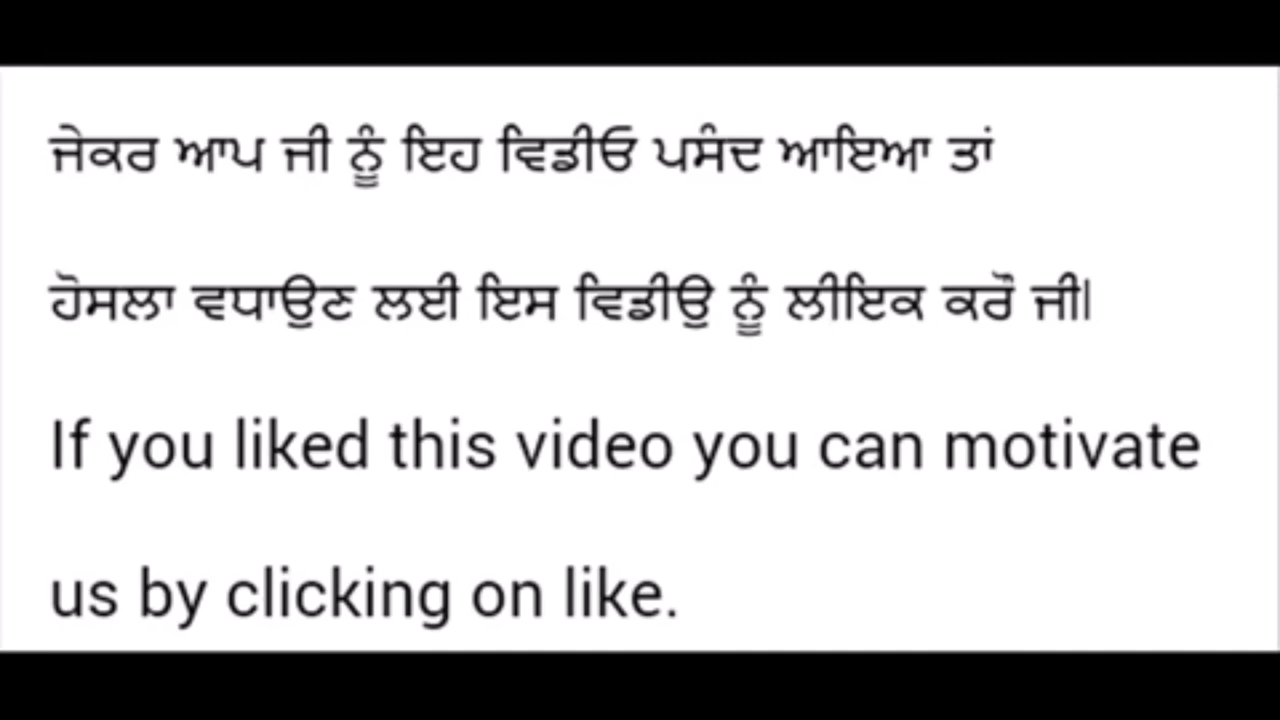 ਜੇਕਰ ਆਪ ਜੀ ਨੂੰ ਇਹ ਵਿਡੀਓ ਪਸੰਦ ਆਇਆ ਤਾਂ
ਹੋਸਲਾ ਵਧਾਉਣ ਲਈ ਇਸ ਵਿਡੀਉ ਨੂੰ ਲੀਇਕ ਕਰੌ ਜੀ।
If you liked this video you can motivate
us by clicking on like.